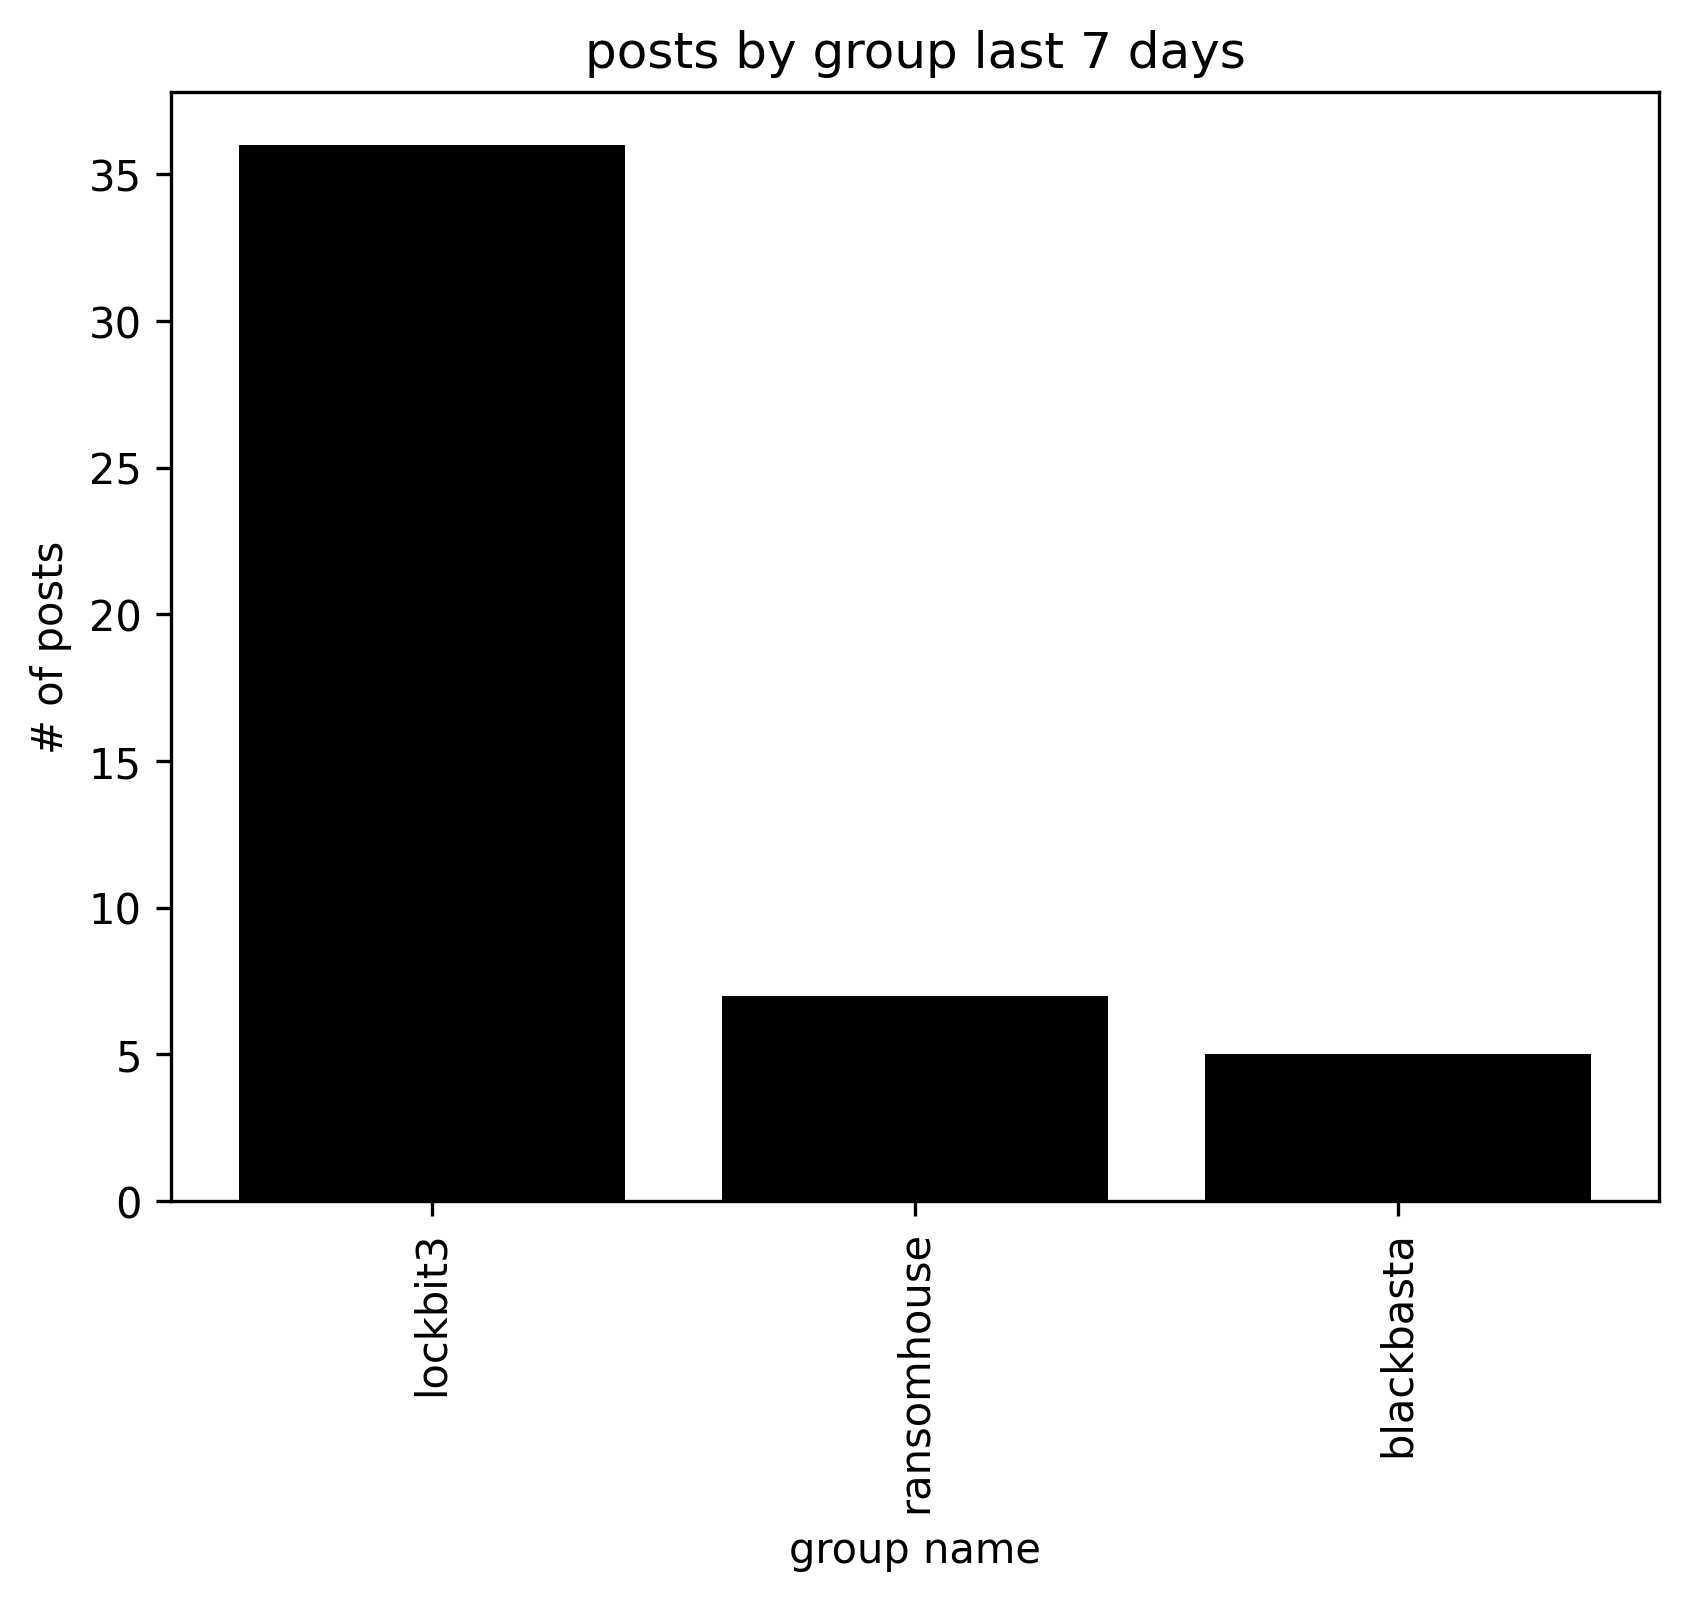 posts by group last 7 days
# of posts
35
30
25
20
15
10
5
0
lockbit3
ransomhouse
blackbasta
group name